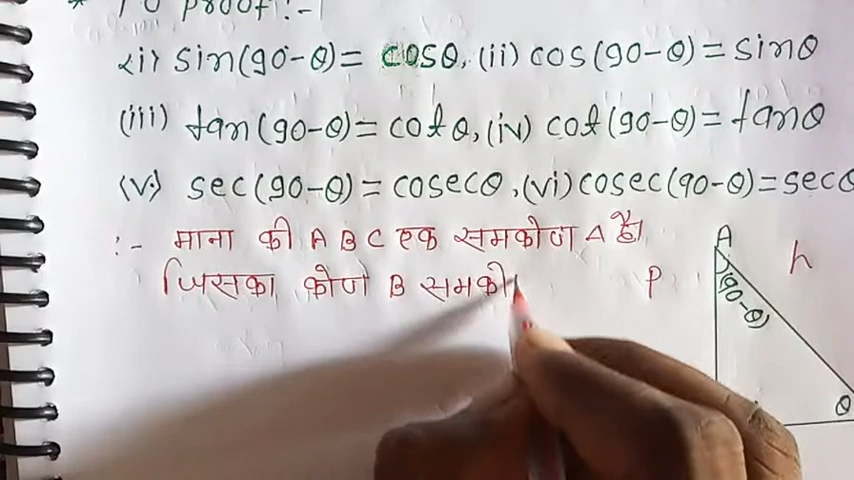 * To proof :-
(i) sin(90-θ)= cosθ, (ii) cos(90-θ)=sinθ
(iii) tan(90-θ)=cotθ, (iv) cot(90-θ)=tanθ
(v) sec(90-θ)=cosecθ, (vi) cosec(90-θ)=secθ
:- माना की A B C एक समकोण Δ है।
जिसका कोण B समको
A
h
p
(90-θ)
θ